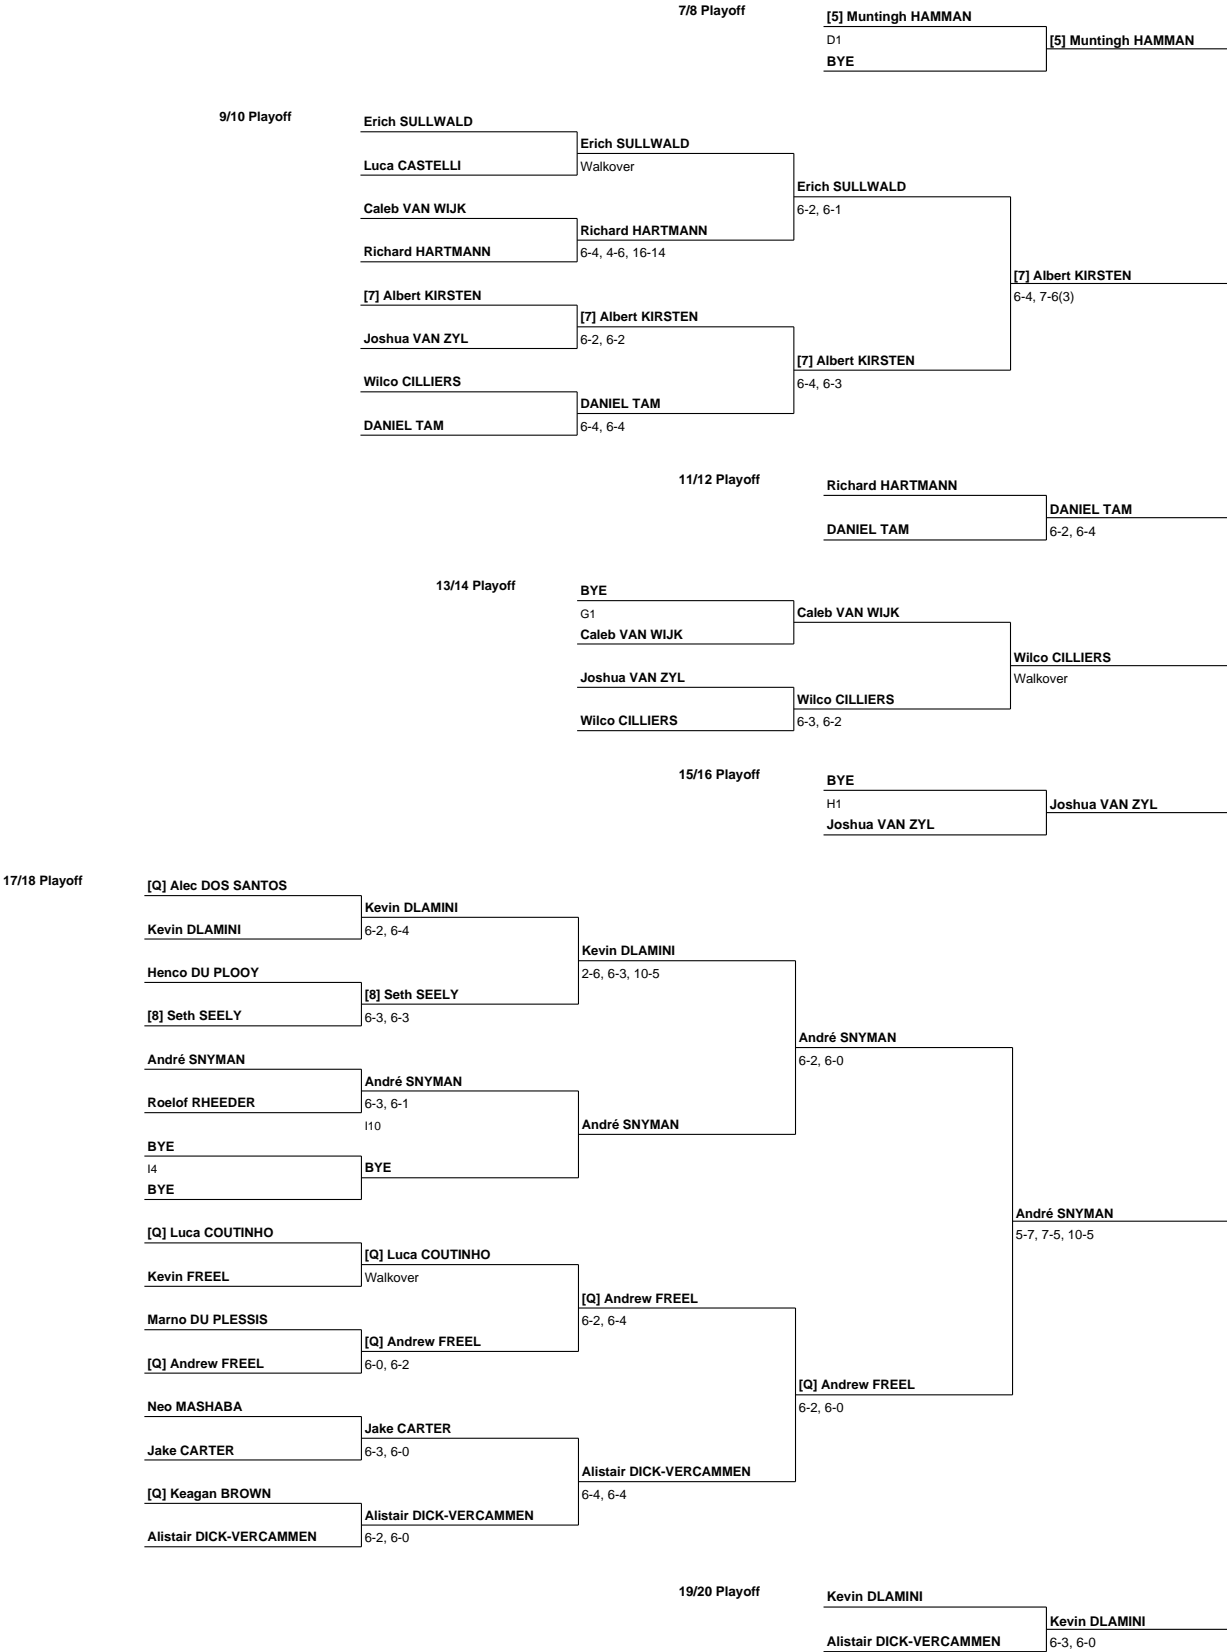 7/8 Playoff
[5] Muntingh HAMMAN
D1
[5] Muntingh HAMMAN
BYE
9/10 Playoff
Erich SULLWALD
Erich SULLWALD
Luca CASTELLI
Walkover
Erich SULLWALD
Caleb VAN WIJK
6-2, 6-1
Richard HARTMANN
Richard HARTMANN
6-4, 4-6, 16-14
[7] Albert KIRSTEN
[7] Albert KIRSTEN
6-4, 7-6(3)
[7] Albert KIRSTEN
Joshua VAN ZYL
6-2, 6-2
[7] Albert KIRSTEN
Wilco CILLIERS
6-4, 6-3
DANIEL TAM
DANIEL TAM
6-4, 6-4
11/12 Playoff
Richard HARTMANN
DANIEL TAM
DANIEL TAM
6-2, 6-4
13/14 Playoff
BYE
G1
Caleb VAN WIJK
Caleb VAN WIJK
Wilco CILLIERS
Joshua VAN ZYL
Walkover
Wilco CILLIERS
Wilco CILLIERS
6-3, 6-2
15/16 Playoff
BYE
H1
Joshua VAN ZYL
Joshua VAN ZYL
17/18 Playoff
[Q] Alec DOS SANTOS
Kevin DLAMINI
Kevin DLAMINI
6-2, 6-4
Kevin DLAMINI
Henco DU PLOOY
2-6, 6-3, 10-5
[8] Seth SEELY
[8] Seth SEELY
6-3, 6-3
André SNYMAN
André SNYMAN
6-2, 6-0
André SNYMAN
Roelof RHEEDER
6-3, 6-1
I10
André SNYMAN
BYE
I4
BYE
BYE
André SNYMAN
5-7, 7-5, 10-5
[Q] Luca COUTINHO
[Q] Luca COUTINHO
Kevin FREEL
Walkover
[Q] Andrew FREEL
Marno DU PLESSIS
6-2, 6-4
[Q] Andrew FREEL
[Q] Andrew FREEL
6-0, 6-2
[Q] Andrew FREEL
Neo MASHABA
6-2, 6-0
Jake CARTER
Jake CARTER
6-3, 6-0
Alistair DICK-VERCAMMEN
[Q] Keagan BROWN
6-4, 6-4
Alistair DICK-VERCAMMEN
Alistair DICK-VERCAMMEN
6-2, 6-0
19/20 Playoff
Kevin DLAMINI
Kevin DLAMINI
Alistair DICK-VERCAMMEN
6-3, 6-0